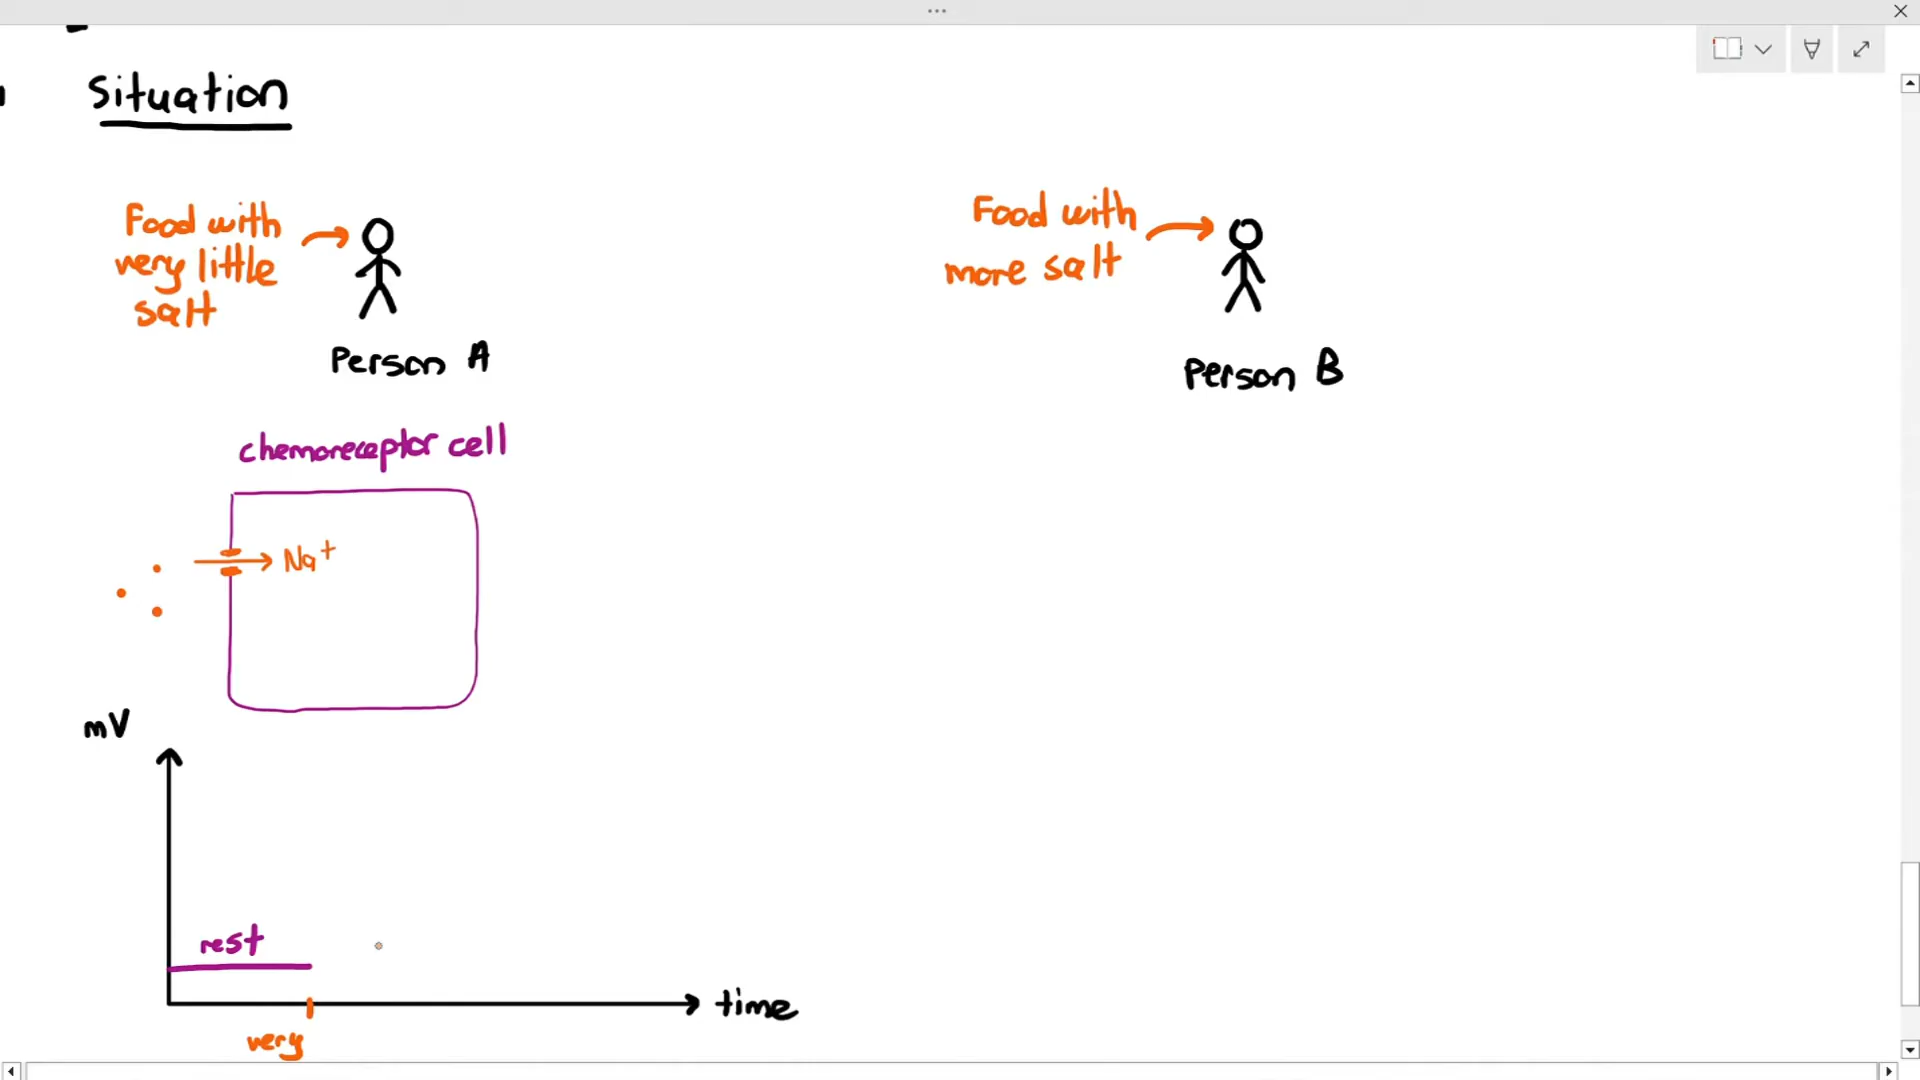 Situation
Food with
very little
salt
Person A
Food with
more salt
Person B
chemoreceptor cell
Na+
mV
rest
time
very